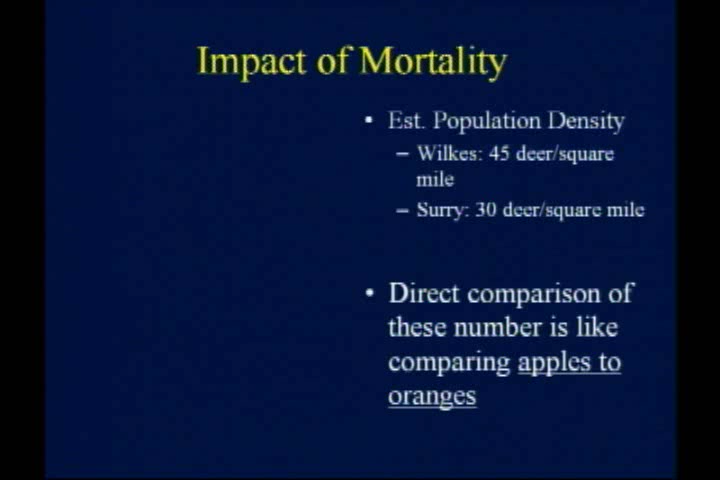 Impact of Mortality
• Est. Population Density
– Wilkes: 45 deer/square
mile
– Surry: 30 deer/square mile
• Direct comparison of
these number is like
comparing apples to
oranges